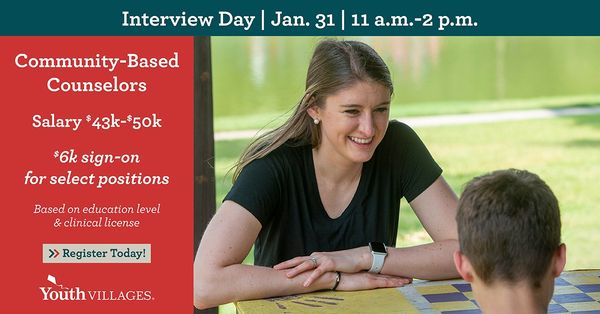 Interview Day | Jan. 31 | 11 a.m.-2 p.m.
Community-Based
Counselors
Salary $43k-$50k
$6k sign-on
for select positions
Based on education level
& clinical license
>> Register Today!
Youth VILLAGES.